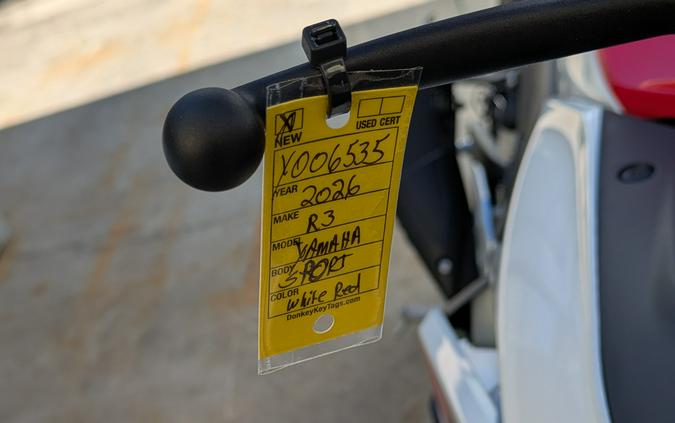 NEW USED CERT
Y006535
YEAR 2026
MAKE R3
MODEL YAMAHA
BODY SPORT
COLOR White Red
DonkeyKeyTags.com